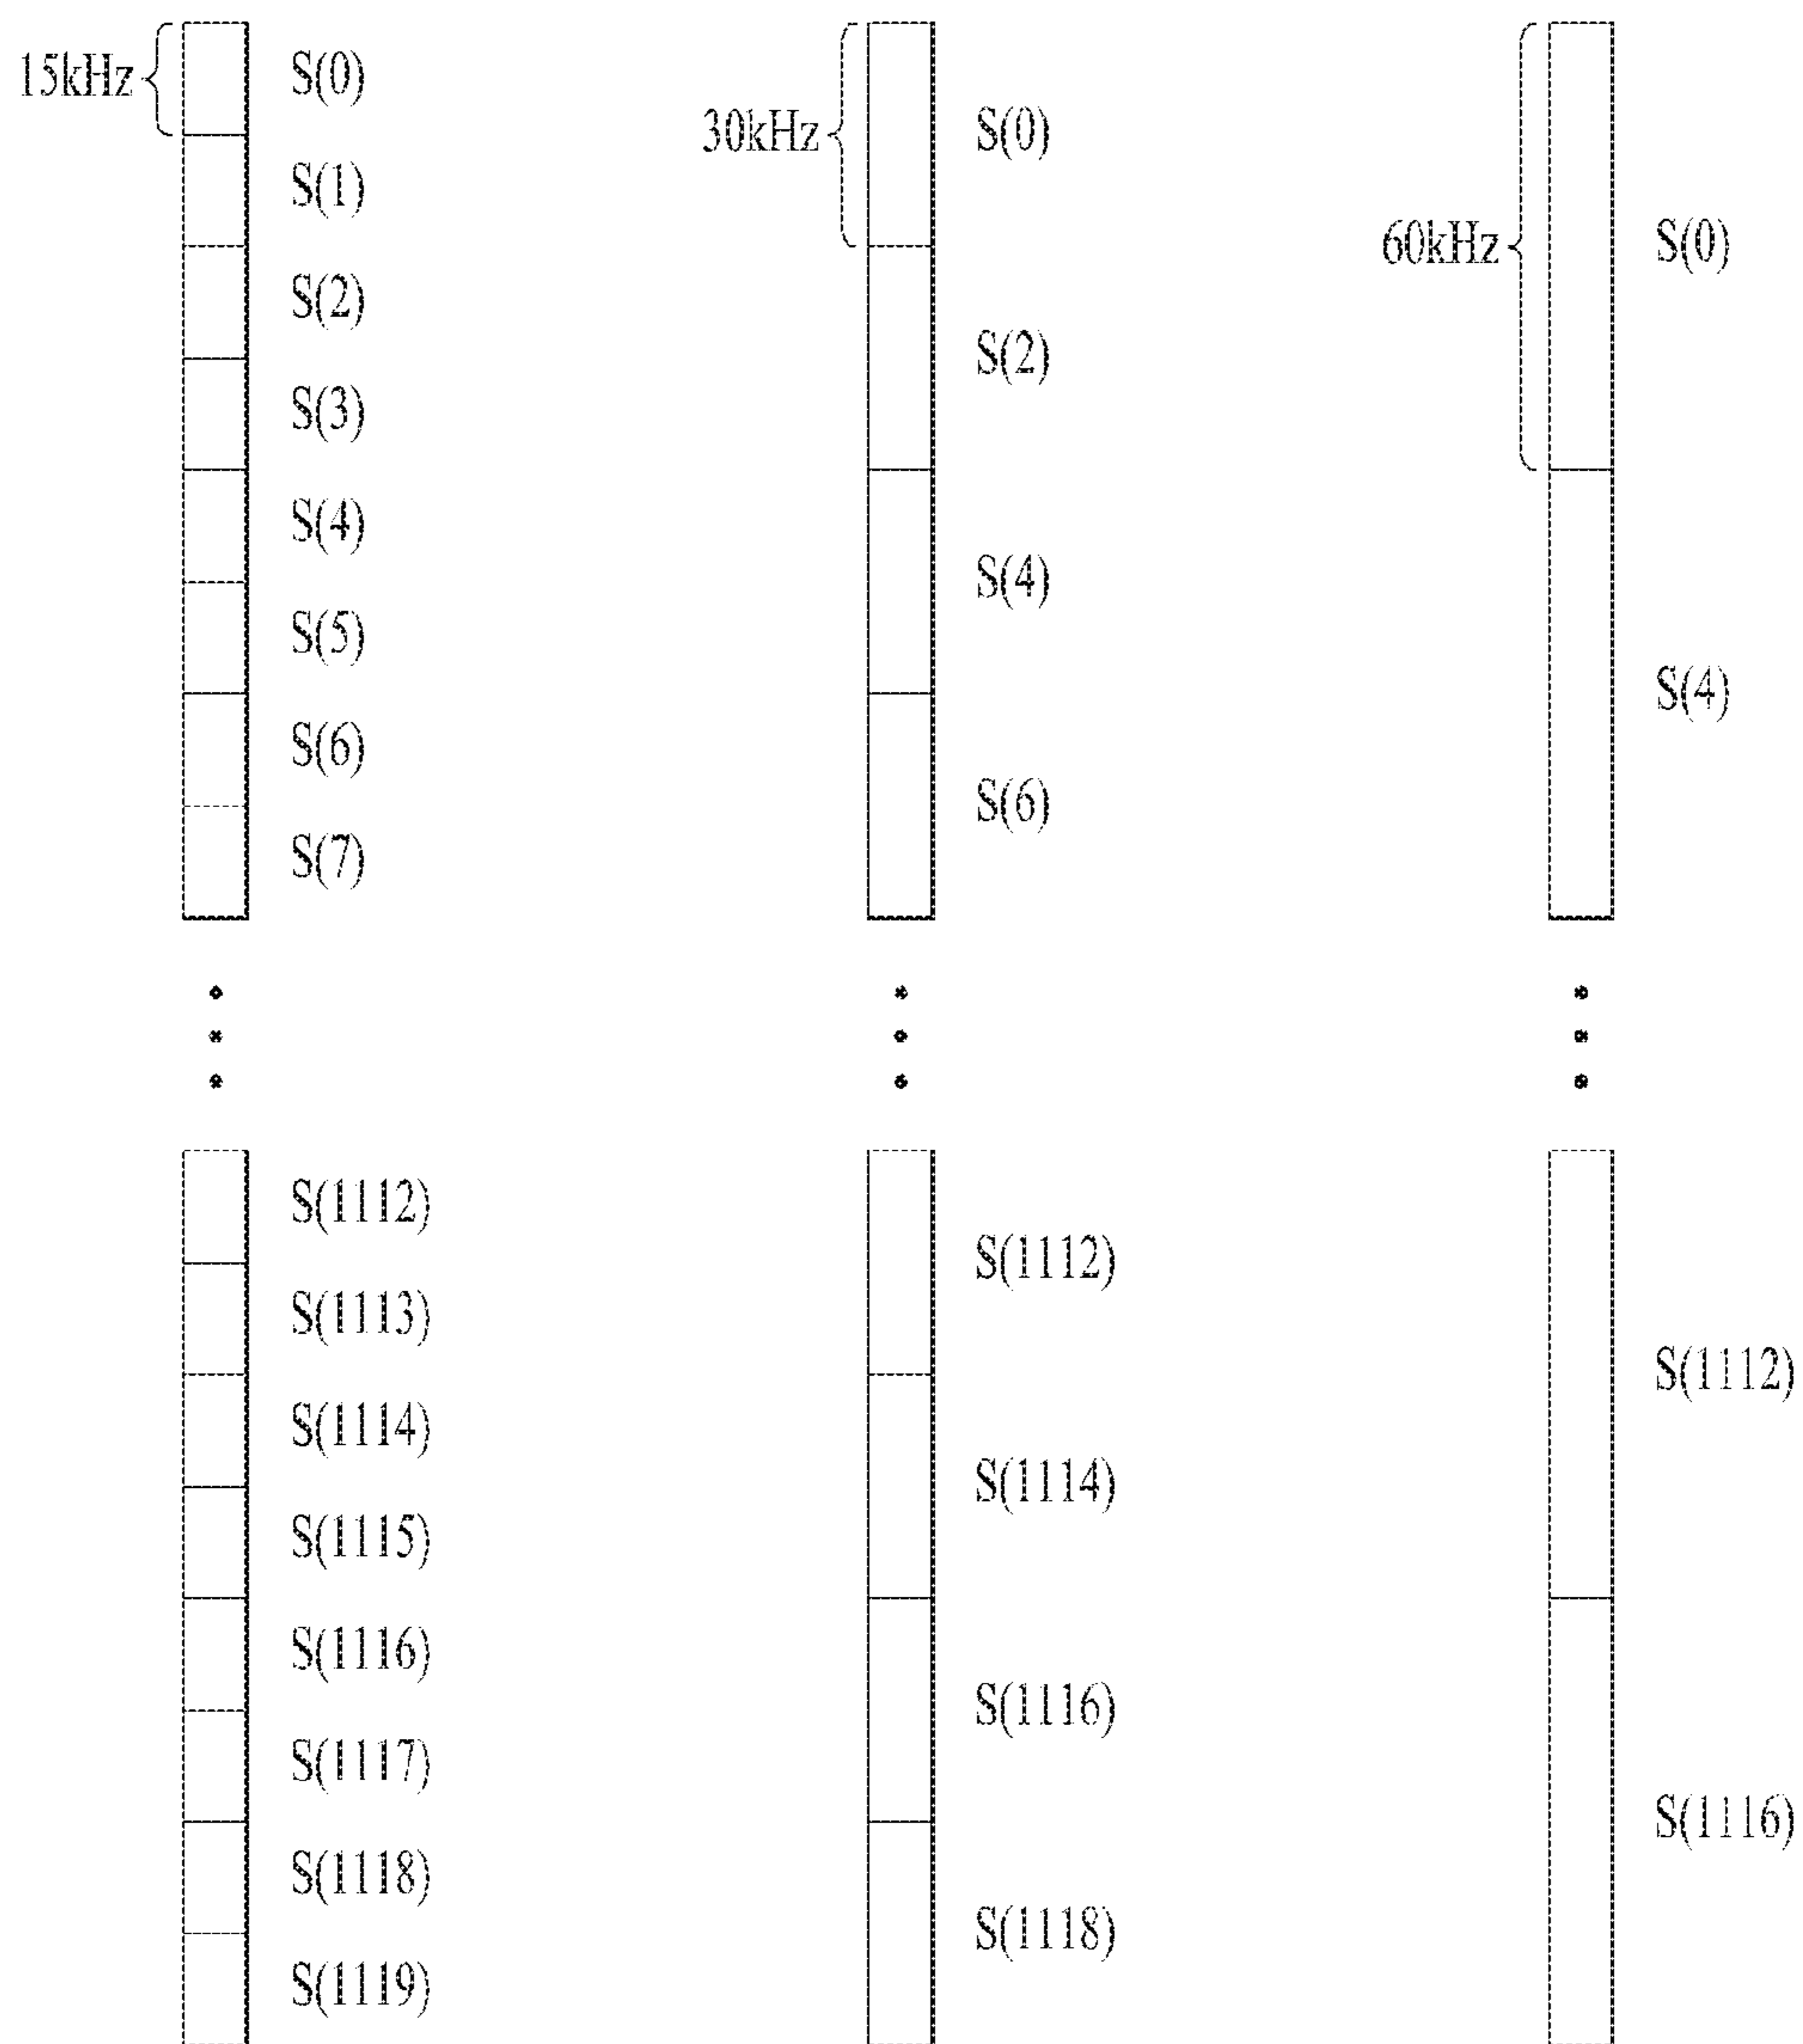 15kHz
S(0)
S(1)
S(2)
S(3)
S(4)
S(5)
S(6)
S(7)
S(1112)
S(1113)
S(1114)
S(1115)
S(1116)
S(1117)
S(1118)
S(1119)
30kHz
S(0)
S(2)
S(4)
S(6)
S(1112)
S(1114)
S(1116)
S(1118)
60kHz
S(0)
S(4)
S(1112)
S(1116)